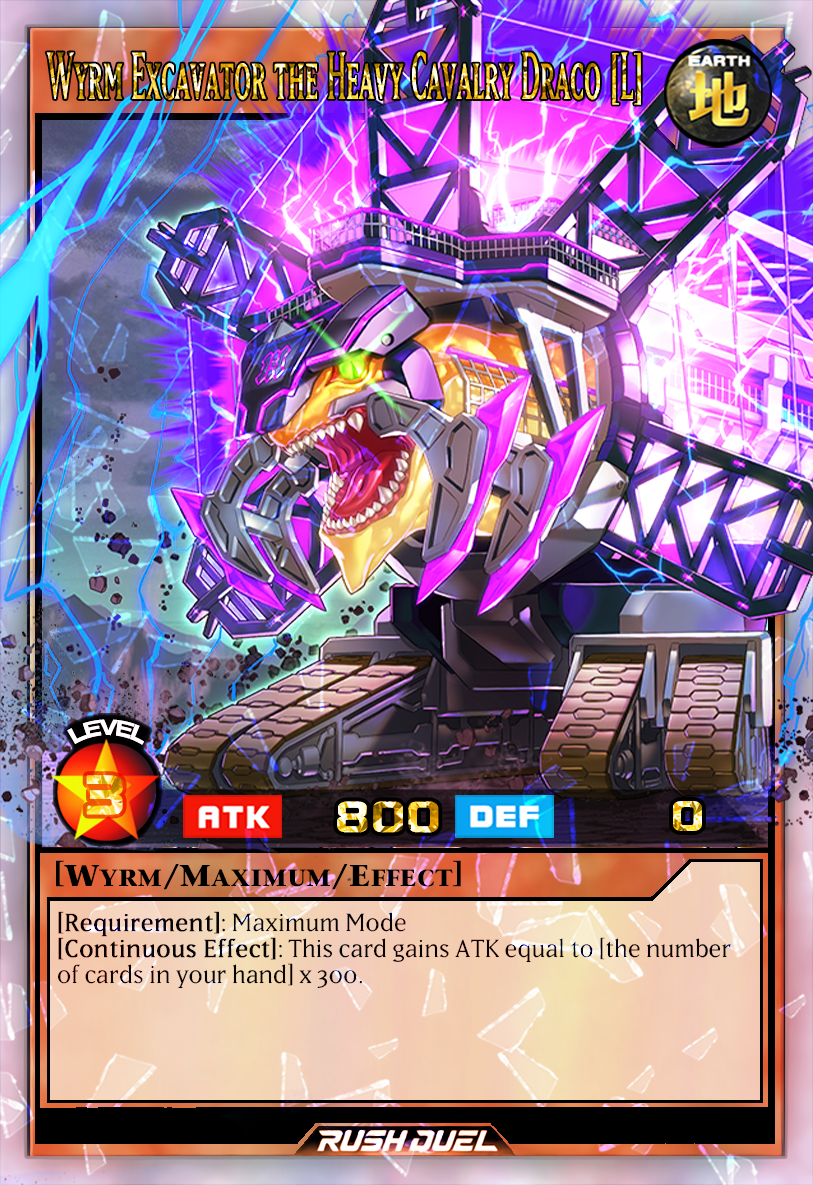 Wyrm Excavator the Heavy Cavalry Draco [L]
EARTH
地
LEVEL
3
ATK 800 DEF 0
[Wyrm/Maximum/Effect]
[Requirement]: Maximum Mode
[Continuous Effect]: This card gains ATK equal to [the number
of cards in your hand] x 300.
RUSH DUEL